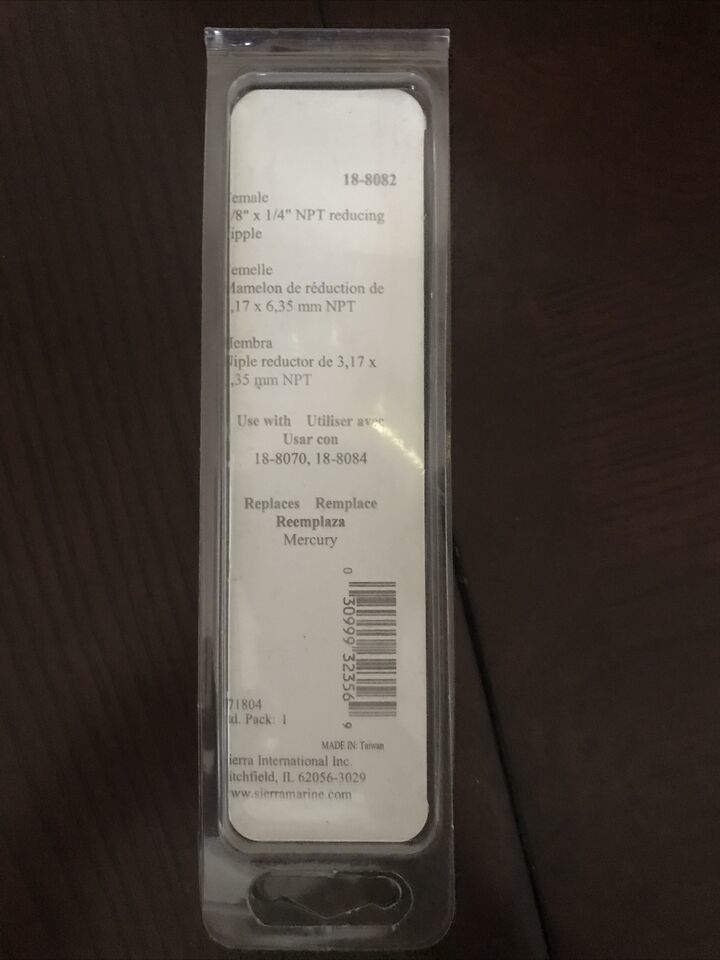 18-8082
emale
/8" x 1/4" NPT reducing
ipple
emelle
Mamelon de réduction de
,17 x 6,35 mm NPT
embra
Niple reductor de 3,17 x
,35 mm NPT
Use with Utiliser avec
Usar con
18-8070, 18-8084
Replaces Remplace
Reemplaza
Mercury
0 30999 32356 9
71804
d. Pack: 1
MADE IN: Taiwan
ierra International Inc.
itchfield, IL 62056-3029
ww.sierramarine.com